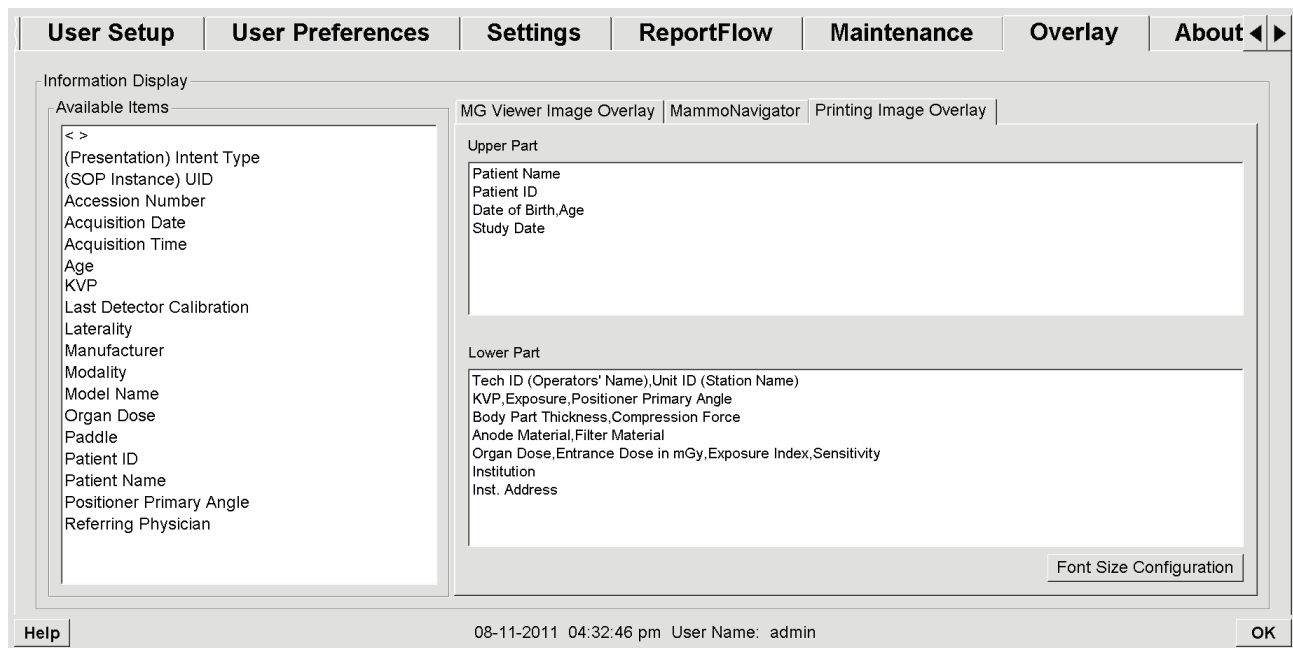 User Setup User Preferences Settings ReportFlow Maintenance Overlay About
Information Display
Available Items
< >
(Presentation) Intent Type
(SOP Instance) UID
Accession Number
Acquisition Date
Acquisition Time
Age
KVP
Last Detector Calibration
Laterality
Manufacturer
Modality
Model Name
Organ Dose
Paddle
Patient ID
Patient Name
Positioner Primary Angle
Referring Physician
MG Viewer Image Overlay MammoNavigator Printing Image Overlay
Upper Part
Patient Name
Patient ID
Date of Birth,Age
Study Date
Lower Part
Tech ID (Operators' Name),Unit ID (Station Name)
KVP,Exposure,Positioner Primary Angle
Body Part Thickness,Compression Force
Anode Material,Filter Material
Organ Dose,Entrance Dose in mGy,Exposure Index,Sensitivity
Institution
Inst. Address
Font Size Configuration
Help 08-11-2011 04:32:46 pm User Name: admin OK